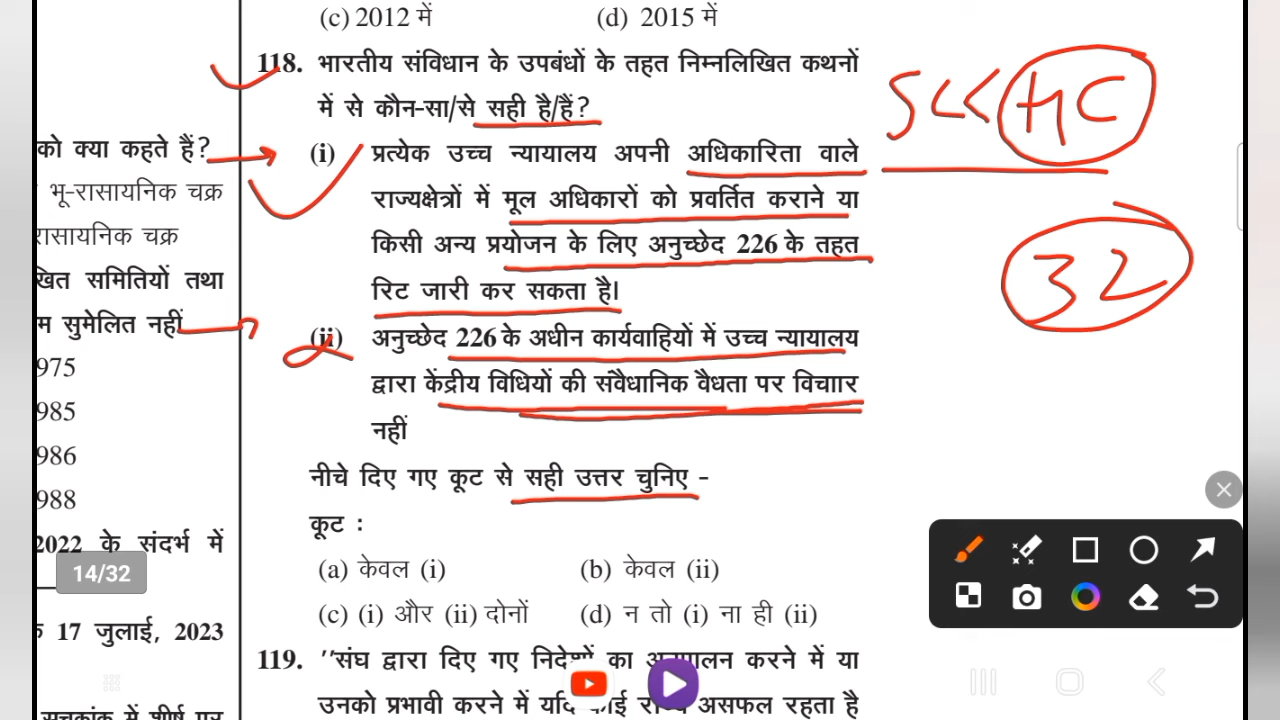 (c) 2012 में (d) 2015 में
118. भारतीय संविधान के उपबंधों के तहत निम्नलिखित कथनों
में से कौन-सा/से सही है/हैं?
(i) प्रत्येक उच्च न्यायालय अपनी अधिकारिता वाले
राज्यक्षेत्रों में मूल अधिकारों को प्रवर्तित कराने या
किसी अन्य प्रयोजन के लिए अनुच्छेद 226 के तहत
रिट जारी कर सकता है।
(ii) अनुच्छेद 226 के अधीन कार्यवाहियों में उच्च न्यायालय
द्वारा केंद्रीय विधियों की संवैधानिक वैधता पर विचाार
नहीं
नीचे दिए गए कूट से सही उत्तर चुनिए -
कूट :
(a) केवल (i) (b) केवल (ii)
(c) (i) और (ii) दोनों (d) न तो (i) ना ही (ii)
119. ''संघ द्वारा दिए गए निदेशों का अनुपालन करने में या
उनको प्रभावी करने में यदि कोई राज्य असफल रहता है
को क्या कहते हैं?
भू-रासायनिक चक्र
रासायनिक चक्र
खित समितियों तथा
म सुमेलित नहीं
975
985
986
988
2022 के संदर्भ में
14/32
17 जुलाई, 2023
HC
32